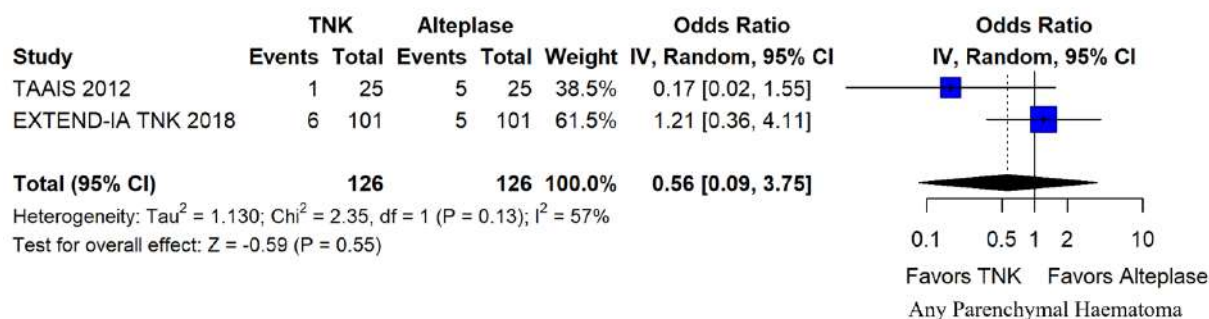 TNK Alteplase Odds Ratio Odds Ratio
Study Events Total Events Total Weight IV, Random, 95% CI IV, Random, 95% CI
TAAIS 2012 1 25 5 25 38.5% 0.17 [0.02, 1.55]
EXTEND-IA TNK 2018 6 101 5 101 61.5% 1.21 [0.36, 4.11]
Total (95% CI) 126 126 100.0% 0.56 [0.09, 3.75]
Heterogeneity: Tau² = 1.130; Chi² = 2.35, df = 1 (P = 0.13); I² = 57%
Test for overall effect: Z = -0.59 (P = 0.55)
0.1 0.5 1 2 10
Favors TNK Favors Alteplase
Any Parenchymal Haematoma